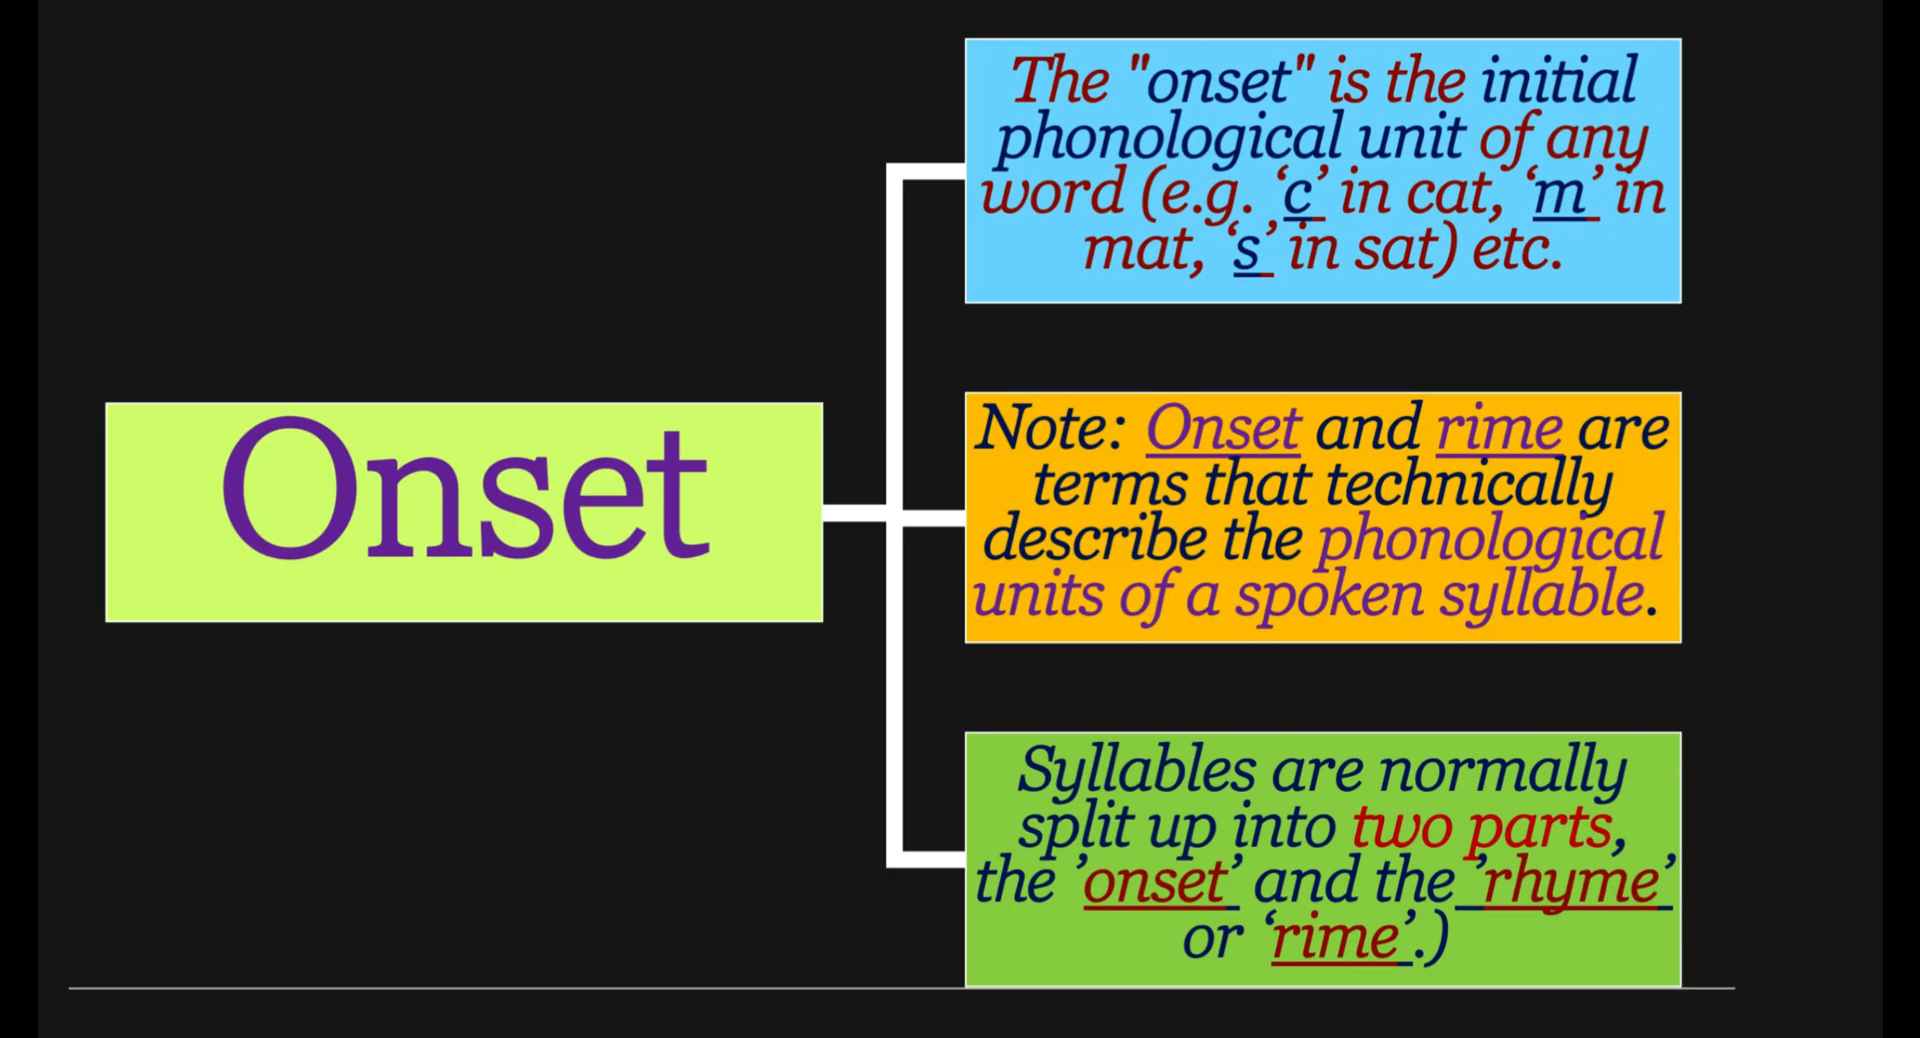 Onset
The "onset" is the initial
phonological unit of any
word (e.g. ‘c’ in cat, ‘m’ in
mat, ‘s’ in sat) etc.
Note: Onset and rime are
terms that technically
describe the phonological
units of a spoken syllable.
Syllables are normally
split up into two parts,
the ’onset’ and the ’rhyme’
or ‘rime’.)